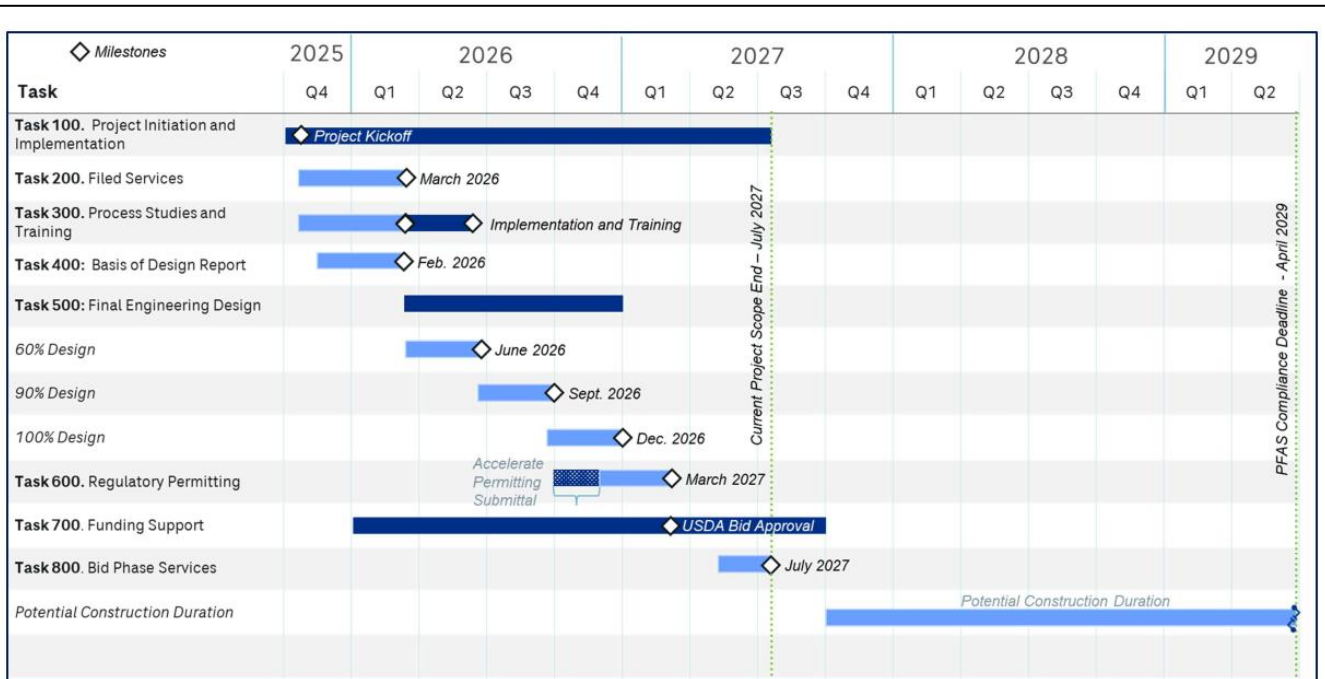 Milestones
2025 2026 2027 2028 2029
Task Q4 Q1 Q2 Q3 Q4 Q1 Q2 Q3 Q4 Q1 Q2 Q3 Q4 Q1 Q2
Task 100. Project Initiation and
Implementation
Project Kickoff
Task 200. Filed Services
March 2026
Task 300. Process Studies and
Training
Implementation and Training
Task 400: Basis of Design Report
Feb. 2026
Task 500: Final Engineering Design
60% Design
June 2026
90% Design
Sept. 2026
100% Design
Dec. 2026
Task 600. Regulatory Permitting
Accelerate
Permitting
Submittal
March 2027
Task 700. Funding Support
USDA Bid Approval
Task 800. Bid Phase Services
July 2027
Potential Construction Duration
Potential Construction Duration
Current Project Scope End – July 2027
PFAS Compliance Deadline - April 2029